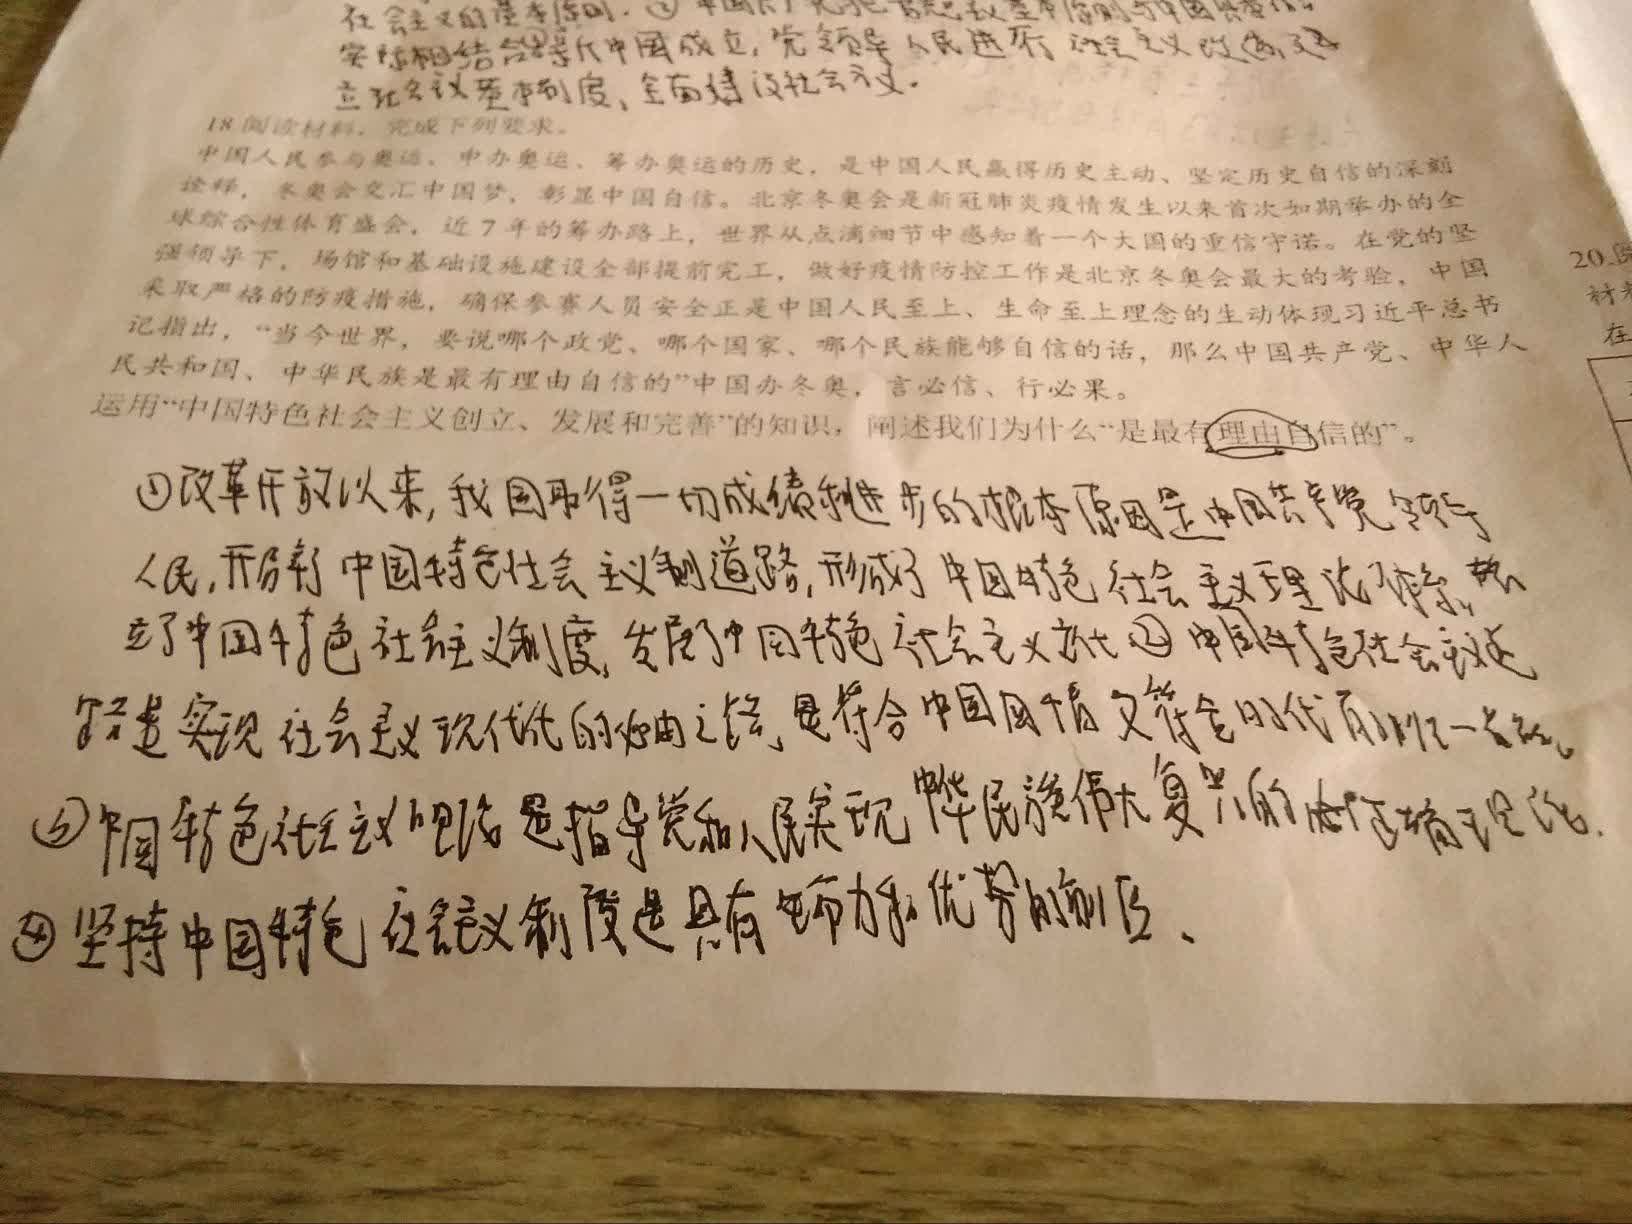 社会主义的基本原则.②中国共产党把
实际相结合 中国成立,党领导人民进行社会主义改造,建
立社会主义基本制度,全面建设社会主义.
18.阅读材料,完成下列要求。
中国人民参与奥运、申办奥运、筹办奥运的历史,是中国人民赢得历史主动、坚定历史自信的深刻
诠释,冬奥会交汇中国梦,彰显中国自信。北京冬奥会是新冠肺炎疫情发生以来首次如期举办的全
球综合性体育盛会,近7年的筹办路上,世界从点滴细节中感知着一个大国的重信守诺。在党的坚
强领导下,场馆和基础设施建设全部提前完工,做好疫情防控工作是北京冬奥会最大的考验,中国
采取严格的防疫措施,确保参赛人员安全正是中国人民至上、生命至上理念的生动体现习近平总书
记指出,“当今世界,要说哪个政党、哪个国家、哪个民族能够自信的话,那么中国共产党、中华人
民共和国、中华民族是最有理由自信的”中国办冬奥,言必信、行必果。
运用“中国特色社会主义创立、发展和完善”的知识,阐述我们为什么“是最有理由自信的”。
20.
材料
在
①改革开放以来,我国取得一切成绩和进步的根本原因是中国共产党领导
人民,开辟了中国特色社会主义道路,形成了中国特色社会主义理论体系,确
立了中国特色社会主义制度,发展了中国特色社会主义文化②中国特色社会主义道
路是实现社会主义现代化的必由之路,是符合中国国情又符合时代
③中国特色社会主义理论是指导党和人民实现中华民族伟大复兴的正确理论.
④坚持中国特色社会主义制度是具有 和优势的制度、